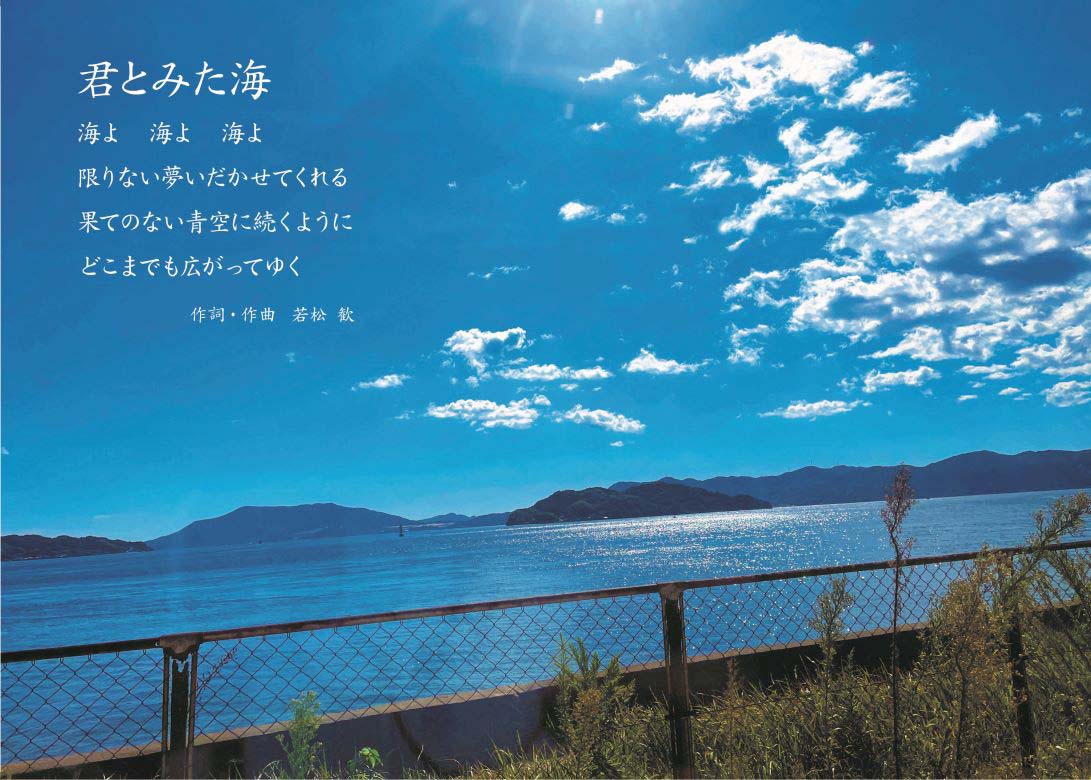 君とみた海
海よ　海よ　海よ
限りない夢いだかせてくれる
果てのない青空に続くように
どこまでも広がってゆく
作詞・作曲　若松 歓